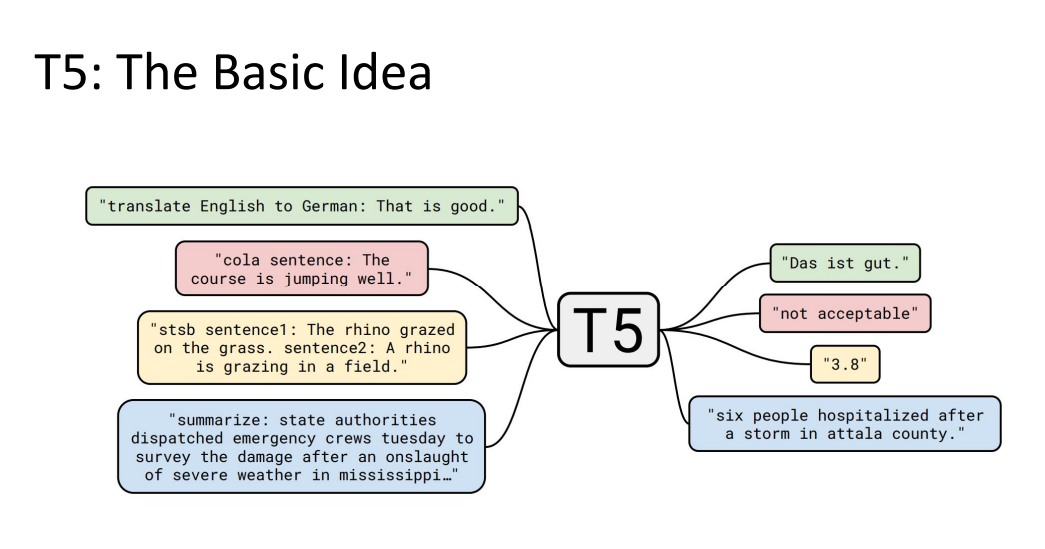 T5: The Basic Idea
"translate English to German: That is good."
"cola sentence: The
course is jumping well."
"stsb sentence1: The rhino grazed
on the grass. sentence2: A rhino
is grazing in a field."
"summarize: state authorities
dispatched emergency crews tuesday to
survey the damage after an onslaught
of severe weather in mississippi…"
T5
"Das ist gut."
"not acceptable"
"3.8"
"six people hospitalized after
a storm in attala county."